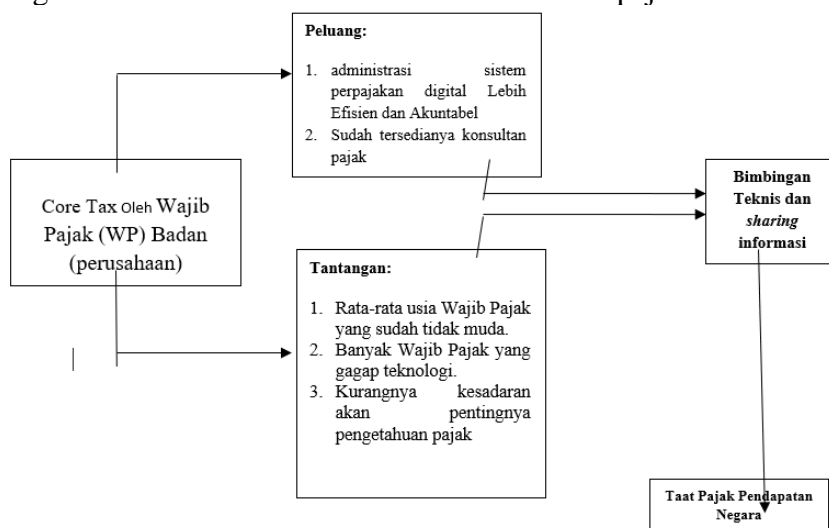 Peluang:
1. administrasi sistem
perpajakan digital Lebih
Efisien dan Akuntabel
2. Sudah tersedianya konsultan
pajak
Core Tax Oleh Wajib
Pajak (WP) Badan
(perusahaan)
Bimbingan
Teknis dan
sharing
informasi
Tantangan:
1. Rata-rata usia Wajib Pajak
yang sudah tidak muda.
2. Banyak Wajib Pajak yang
gagap teknologi.
3. Kurangnya kesadaran
akan pentingnya
pengetahuan pajak
Taat Pajak Pendapatan
Negara